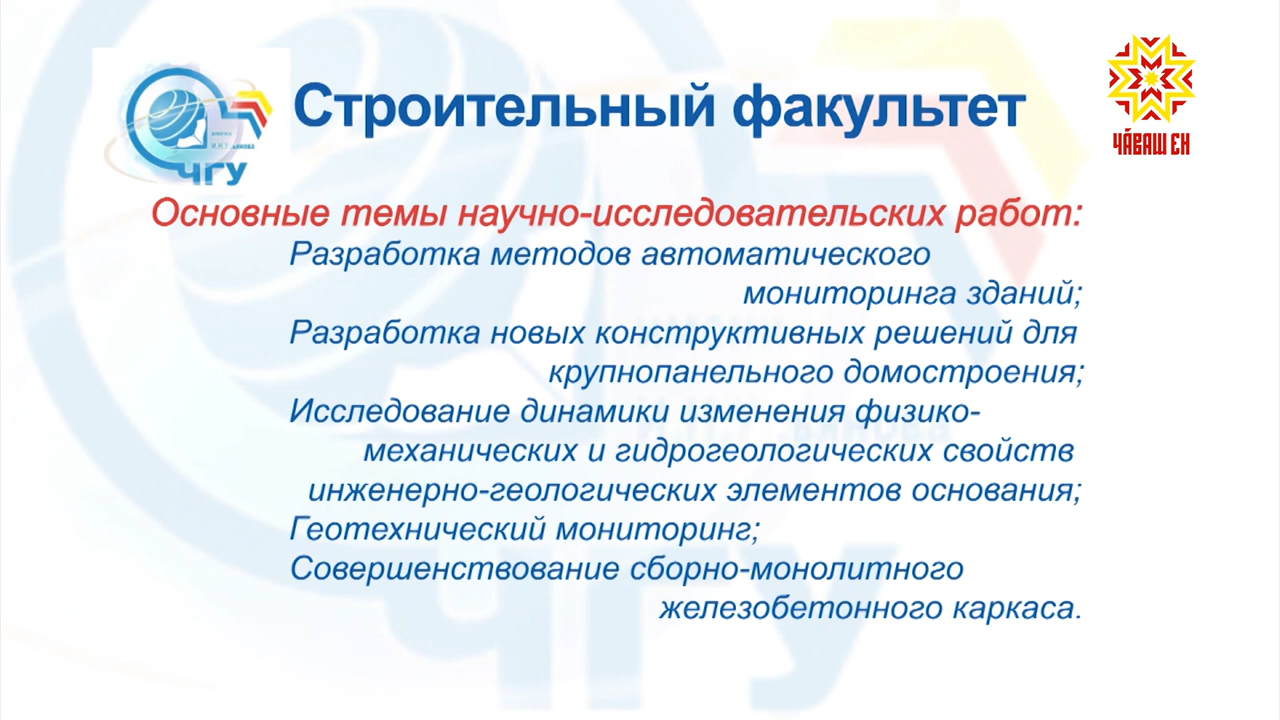 Строительный факультет
ЧГУ
ЧĂВАШ ЕН
Основные темы научно-исследовательских работ:
Разработка методов автоматического
мониторинга зданий;
Разработка новых конструктивных решений для
крупнопанельного домостроения;
Исследование динамики изменения физико-
механических и гидрогеологических свойств
инженерно-геологических элементов основания;
Геотехнический мониторинг;
Совершенствование сборно-монолитного
железобетонного каркаса.
ЧГУ